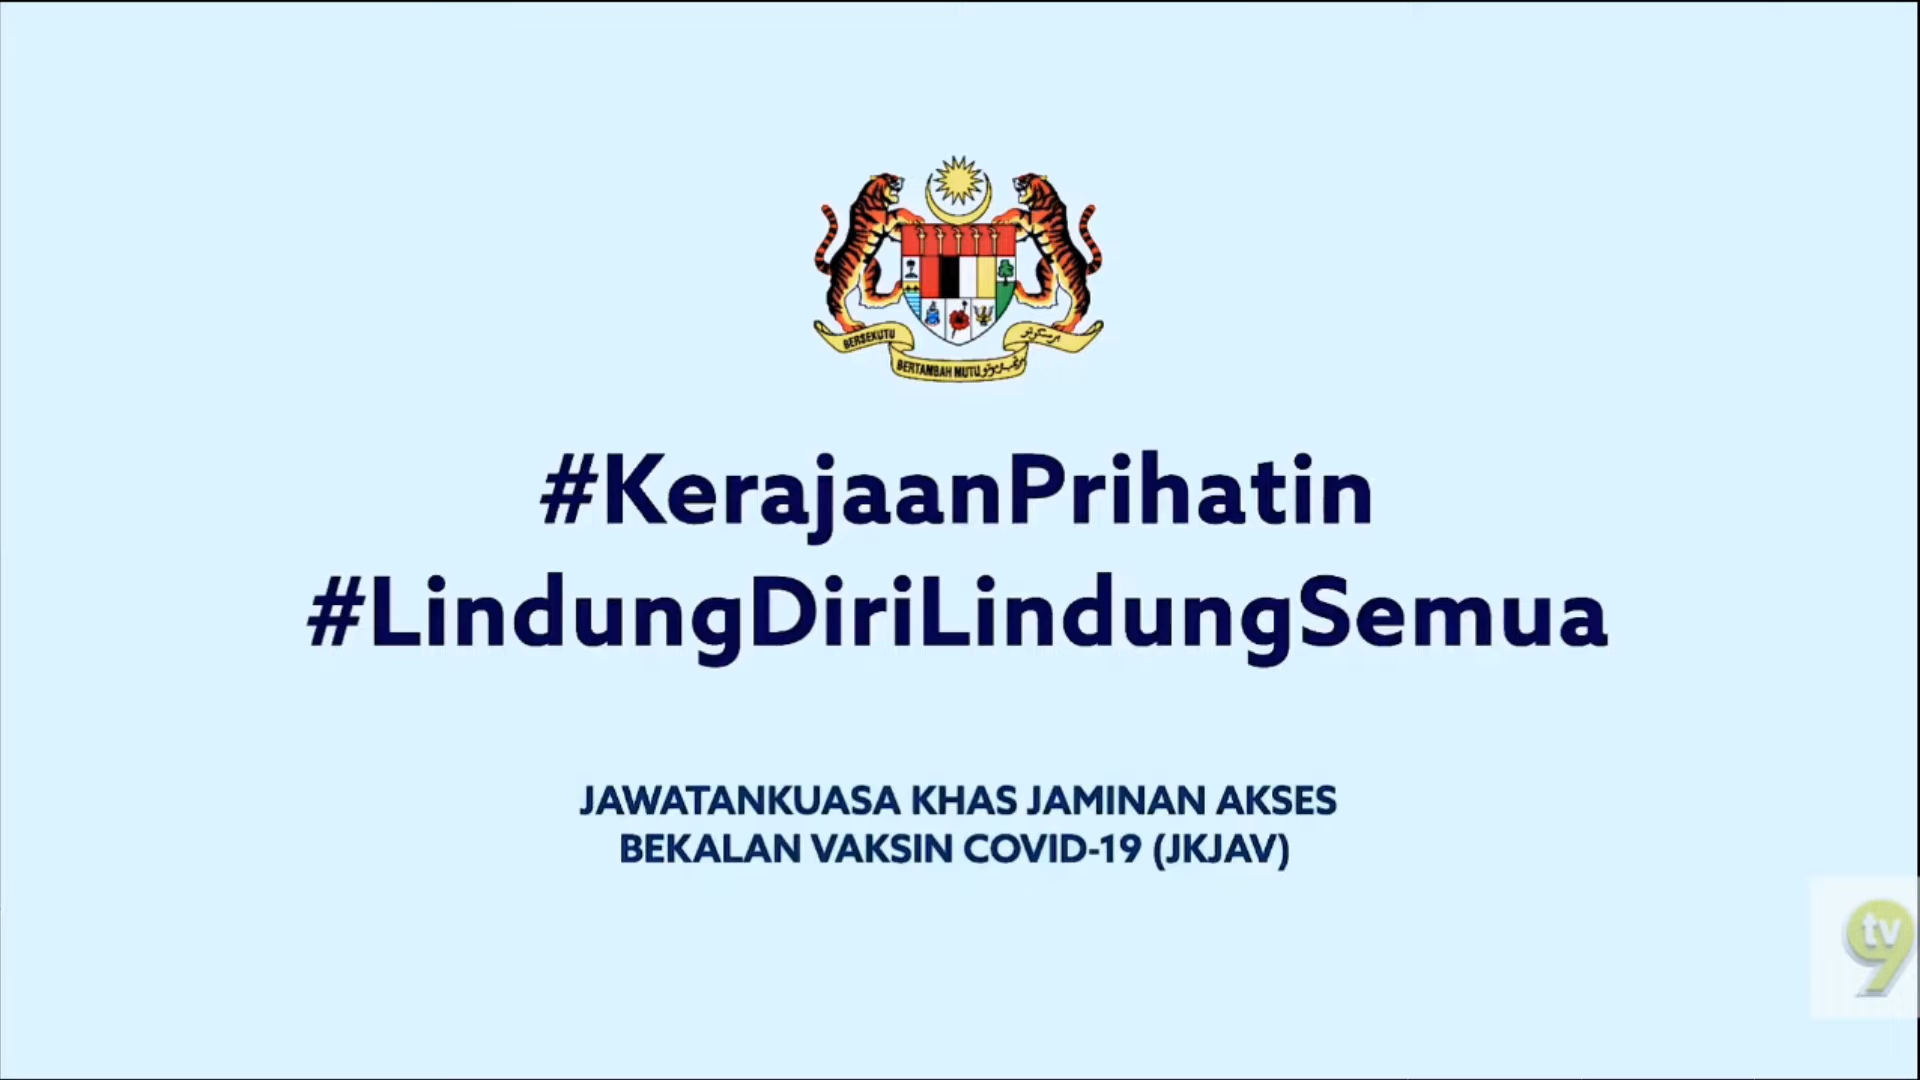 BERSEKUTU
BERTAMBAH MUTU
#KerajaanPrihatin
#LindungDiriLindungSemua
JAWATANKUASA KHAS JAMINAN AKSES
BEKALAN VAKSIN COVID-19 (JKJAV)
tv9